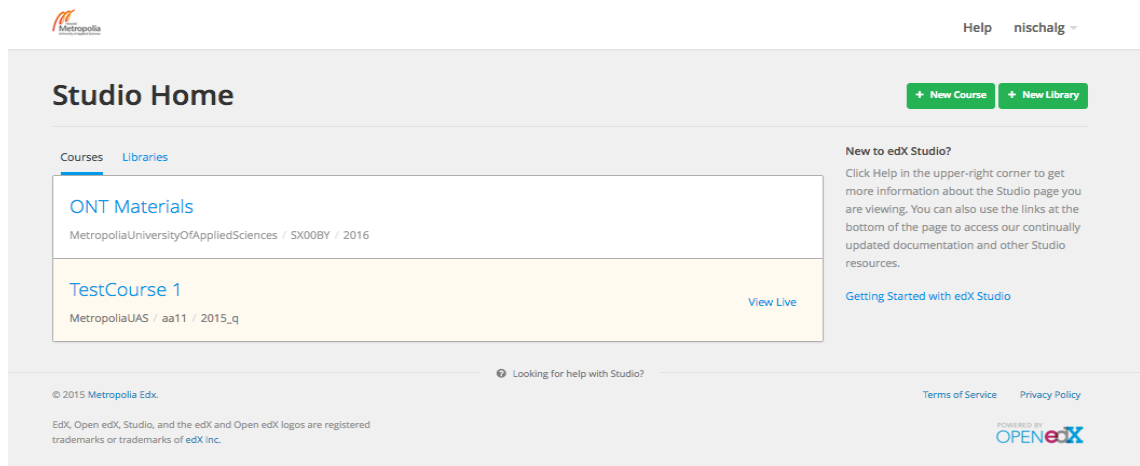 Metropolia
Help nischalg
Studio Home
+ New Course + New Library
Courses Libraries
ONT Materials
MetropoliaUniversityOfAppliedSciences / SX00BY / 2016
TestCourse 1
MetropoliaUAS / aa11 / 2015_q
View Live
New to edX Studio?
Click Help in the upper-right corner to get
more information about the Studio page you
are viewing. You can also use the links at the
bottom of the page to access our continually
updated documentation and other Studio
resources.
Getting Started with edX Studio
Looking for help with Studio?
© 2015 Metropolia Edx.
Terms of Service Privacy Policy
EdX, Open edX, Studio, and the edX and Open edX logos are registered
trademarks or trademarks of edX Inc.
POWERED BY
OPEN edX